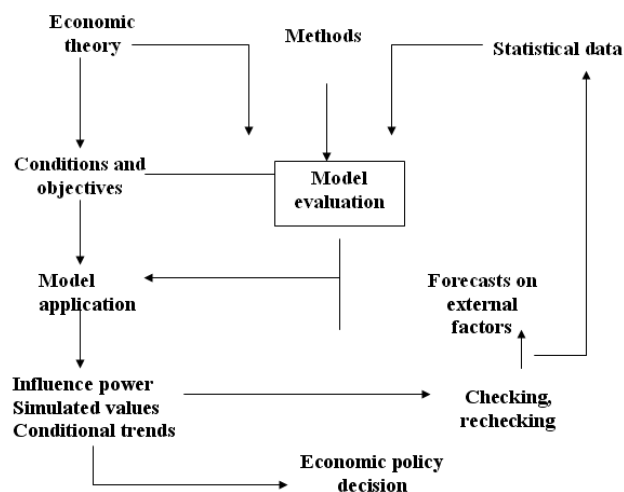 Economic
theory
Methods
Statistical data
Conditions and
objectives
Model
evaluation
Model
application
Forecasts on
external
factors
Influence power
Simulated values
Conditional trends
Checking,
rechecking
Economic policy
decision